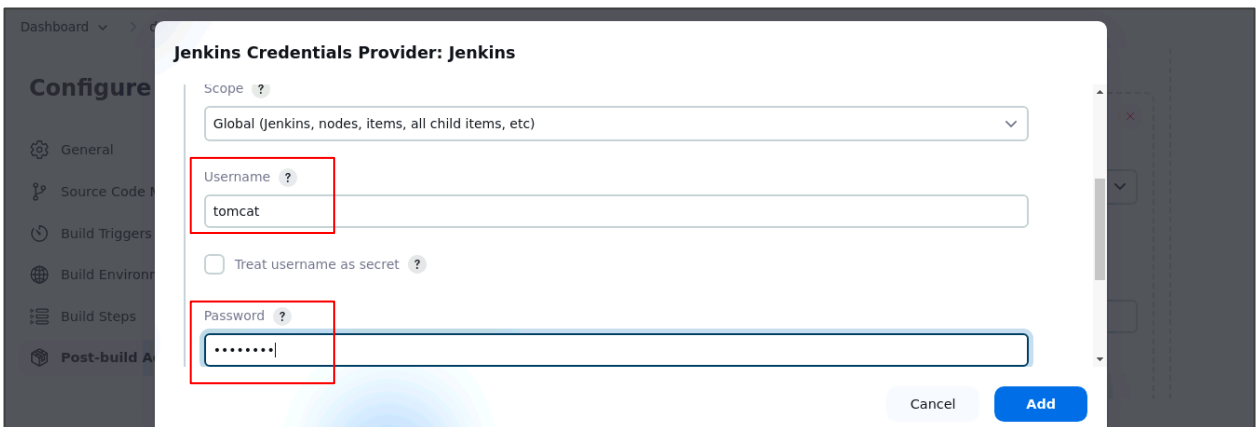 Dashboard
Jenkins Credentials Provider: Jenkins
Configure
Scope ?
Global (Jenkins, nodes, items, all child items, etc)
General
Username ?
Source Code
tomcat
Build Triggers
Treat username as secret ?
Build
Build Steps
Password ?
••••••••
Post-build
Cancel
Add